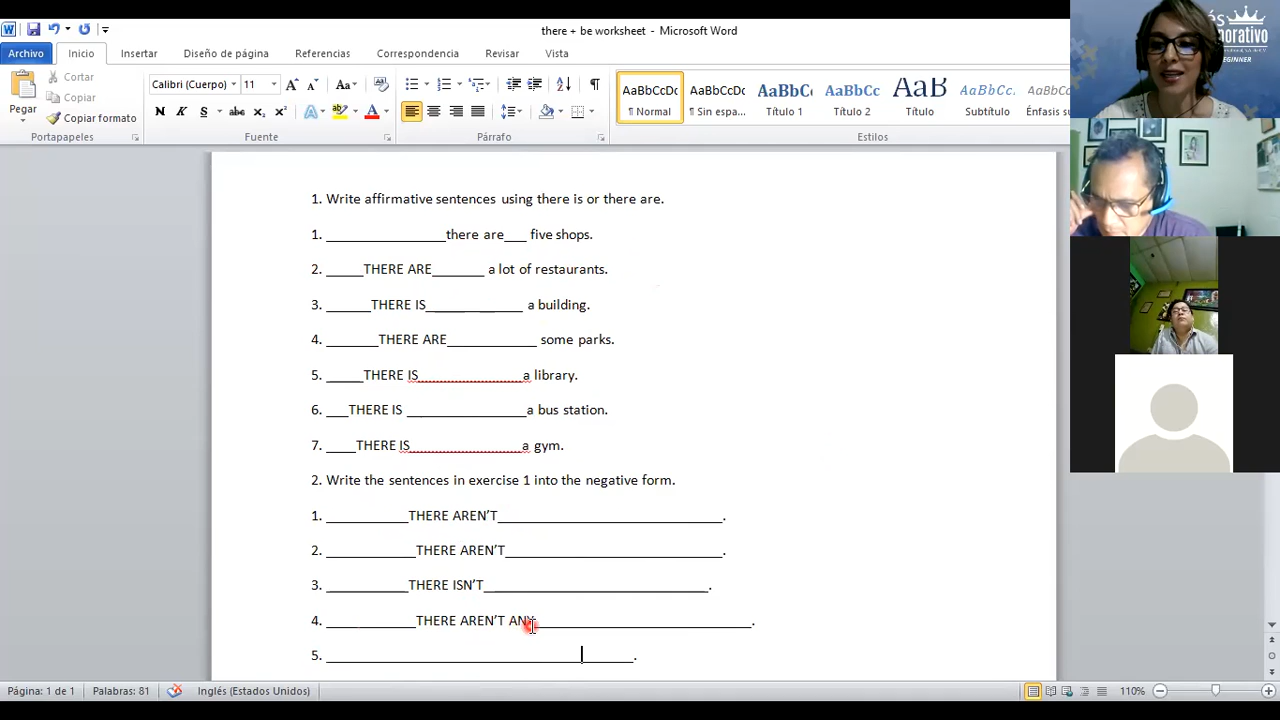 there + be worksheet - Microsoft Word
Archivo Inicio Insertar Diseño de página Referencias Correspondencia Revisar Vista
Cortar
Copiar
Copiar formato
Pegar
Portapapeles
Calibri (Cuerpo) 11
Fuente
Párrafo
AaBbCcDc AaBbCcDc AaBbC AaBbCc AaB AaBbCc. AaBbCcDc
¶ Normal ¶ Sin espa... Título 1 Título 2 Título Subtítulo Énfasis su
Estilos
1. Write affirmative sentences using there is or there are.
1. ________________there are___ five shops.
2. _____THERE ARE_______ a lot of restaurants.
3. ______THERE IS_____________ a building.
4. _______THERE ARE____________ some parks.
5. _____THERE IS______________a library.
6. ___THERE IS ________________a bus station.
7. ____THERE IS_______________a gym.
2. Write the sentences in exercise 1 into the negative form.
1. ___________THERE AREN’T______________________________.
2. ____________THERE AREN’T_____________________________.
3. ___________THERE ISN’T______________________________.
4. ____________THERE AREN’T ANY_____________________________.
5. _________________________________________.
Página: 1 de 1 Palabras: 81 Inglés (Estados Unidos) 110%